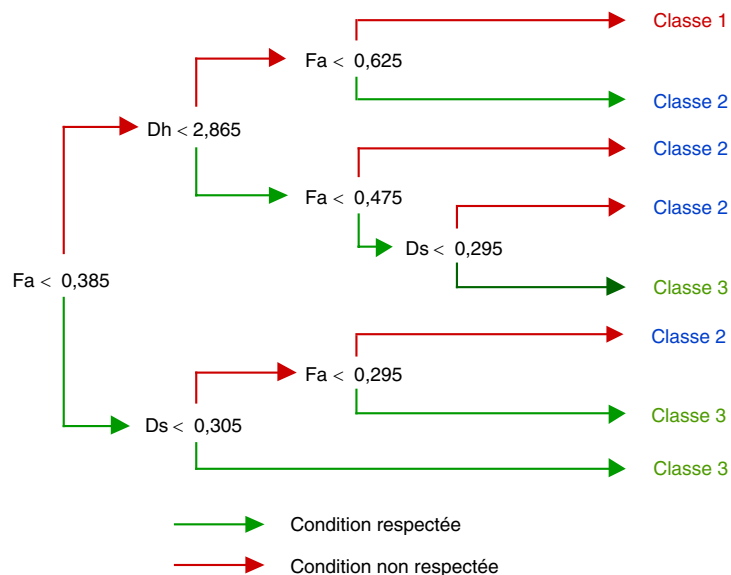 Classe 1
Fa < 0,625
Classe 2
Dh < 2,865
Classe 2
Fa < 0,475
Classe 2
Ds < 0,295
Fa < 0,385
Classe 3
Classe 2
Fa < 0,295
Classe 3
Ds < 0,305
Classe 3
Condition respectée
Condition non respectée